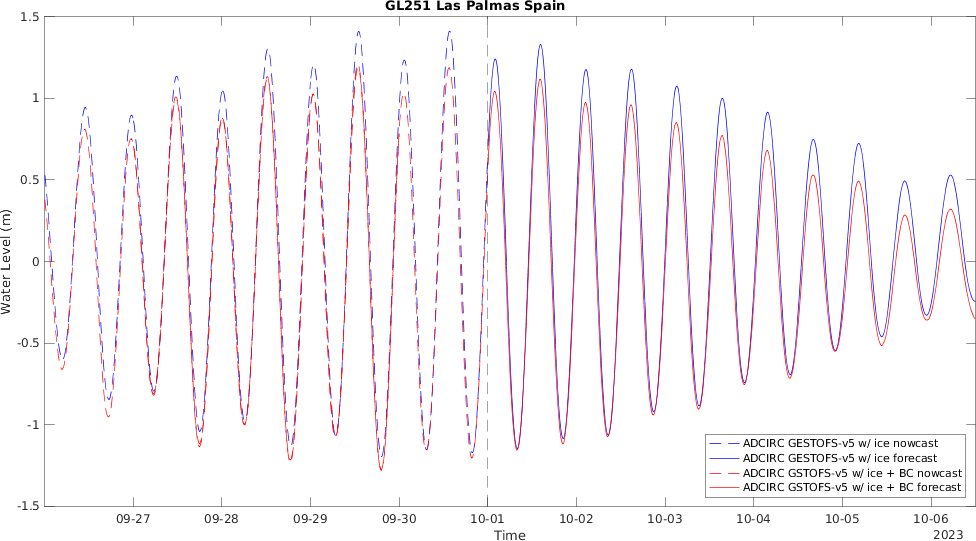 GL251 Las Palmas Spain
1.5
1
0.5
0
-0.5
-1
-1.5
Water Level (m)
09-27 09-28 09-29 09-30 10-01 10-02 10-03 10-04 10-05 10-06
Time
2023
ADCIRC GESTOFS-v5 w/ ice nowcast
ADCIRC GESTOFS-v5 w/ ice forecast
ADCIRC GSTOFS-v5 w/ ice + BC nowcast
ADCIRC GSTOFS-v5 w/ ice + BC forecast